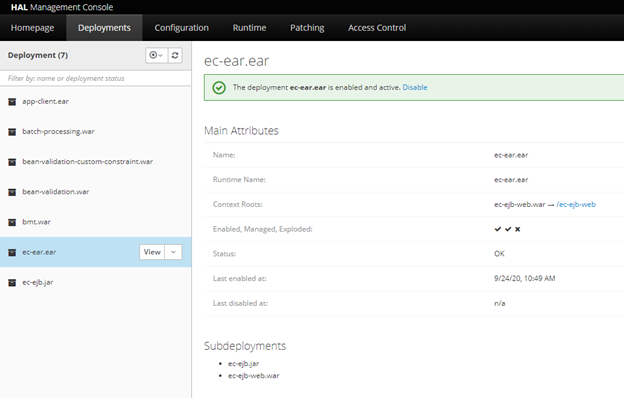 HAL Management Console
Homepage Deployments Configuration Runtime Patching Access Control
Deployment (7)
Filter by: name or deployment status
app-client.ear
batch-processing.war
bean-validation-custom-constraint.war
bean-validation.war
bmt.war
ec-ear.ear View
ec-ejb.jar
ec-ear.ear
The deployment ec-ear.ear is enabled and active. Disable
Main Attributes
Name: ec-ear.ear
Runtime Name: ec-ear.ear
Context Roots: ec-ejb-web.war → /ec-ejb-web
Enabled, Managed, Exploded: ✓ ✓ ✗
Status: OK
Last enabled at: 9/24/20, 10:49 AM
Last disabled at: n/a
Subdeployments
• ec-ejb.jar
• ec-ejb-web.war